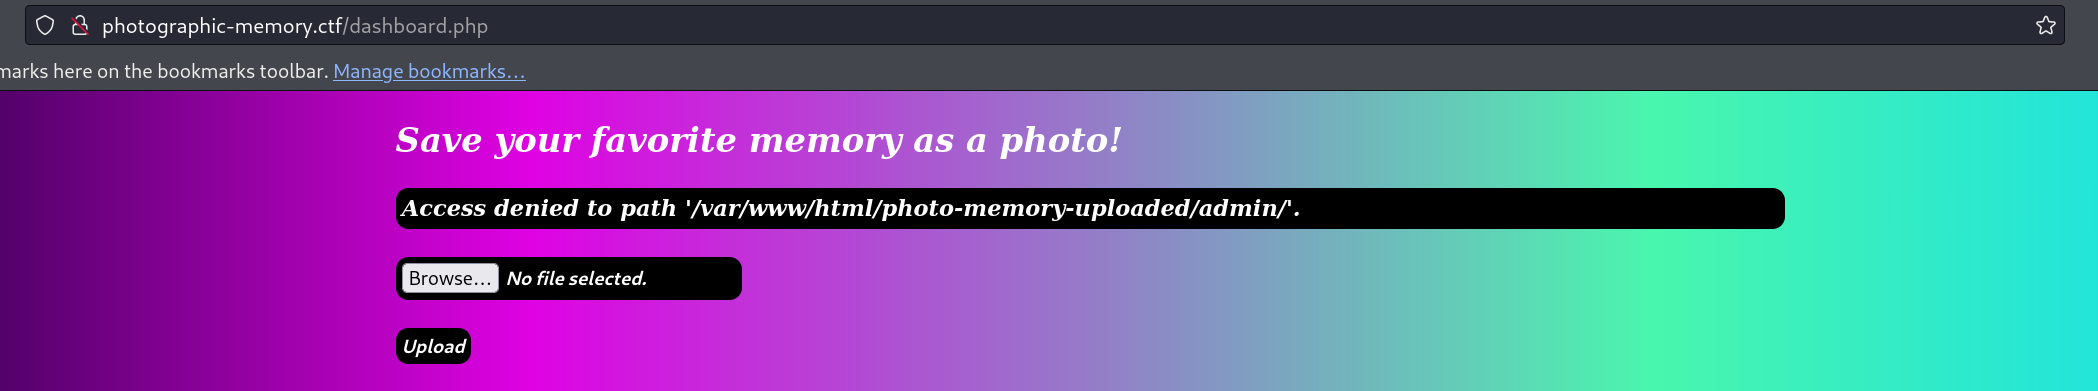 photographic-memory.ctf/dashboard.php
marks here on the bookmarks toolbar. Manage bookmarks...
Save your favorite memory as a photo!
Access denied to path '/var/www/html/photo-memory-uploaded/admin/'.
Browse... No file selected.
Upload